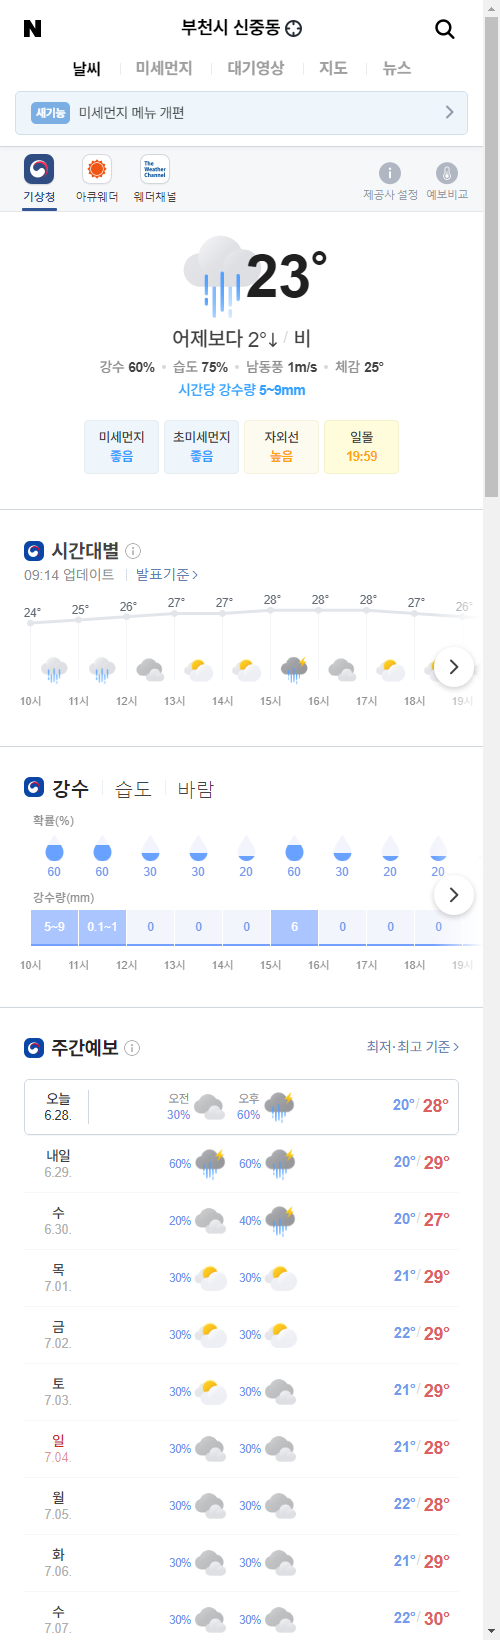 N 부천시 신중동
날씨 미세먼지 대기영상 지도 뉴스
새기능 미세먼지 메뉴 개편
The Weather Channel
기상청 아큐웨더 웨더채널 제공사 설정 예보비교
23°
어제보다 2°↓ / 비
강수 60% 습도 75% 남동풍 1m/s 체감 25°
시간당 강수량 5~9mm
미세먼지 초미세먼지 자외선 일몰
좋음 좋음 높음 19:59
시간대별
09:14 업데이트 발표기준 >
24° 25° 26° 27° 27° 28° 28° 28° 27° 26°
10시 11시 12시 13시 14시 15시 16시 17시 18시 19시
강수 습도 바람
확률(%)
60 60 30 30 20 60 30 20 20
강수량(mm)
5~9 0.1~1 0 0 0 6 0 0 0
10시 11시 12시 13시 14시 15시 16시 17시 18시 19시
주간예보 최저·최고 기준 >
오늘 오전 오후
6.28. 30% 60% 20°/ 28°
내일
6.29. 60% 60% 20°/ 29°
수
6.30. 20% 40% 20°/ 27°
목
7.01. 30% 30% 21°/ 29°
금
7.02. 30% 30% 22°/ 29°
토
7.03. 30% 30% 21°/ 29°
일
7.04. 30% 30% 21°/ 28°
월
7.05. 30% 30% 22°/ 28°
화
7.06. 30% 30% 21°/ 29°
수
7.07. 30% 30% 22°/ 30°